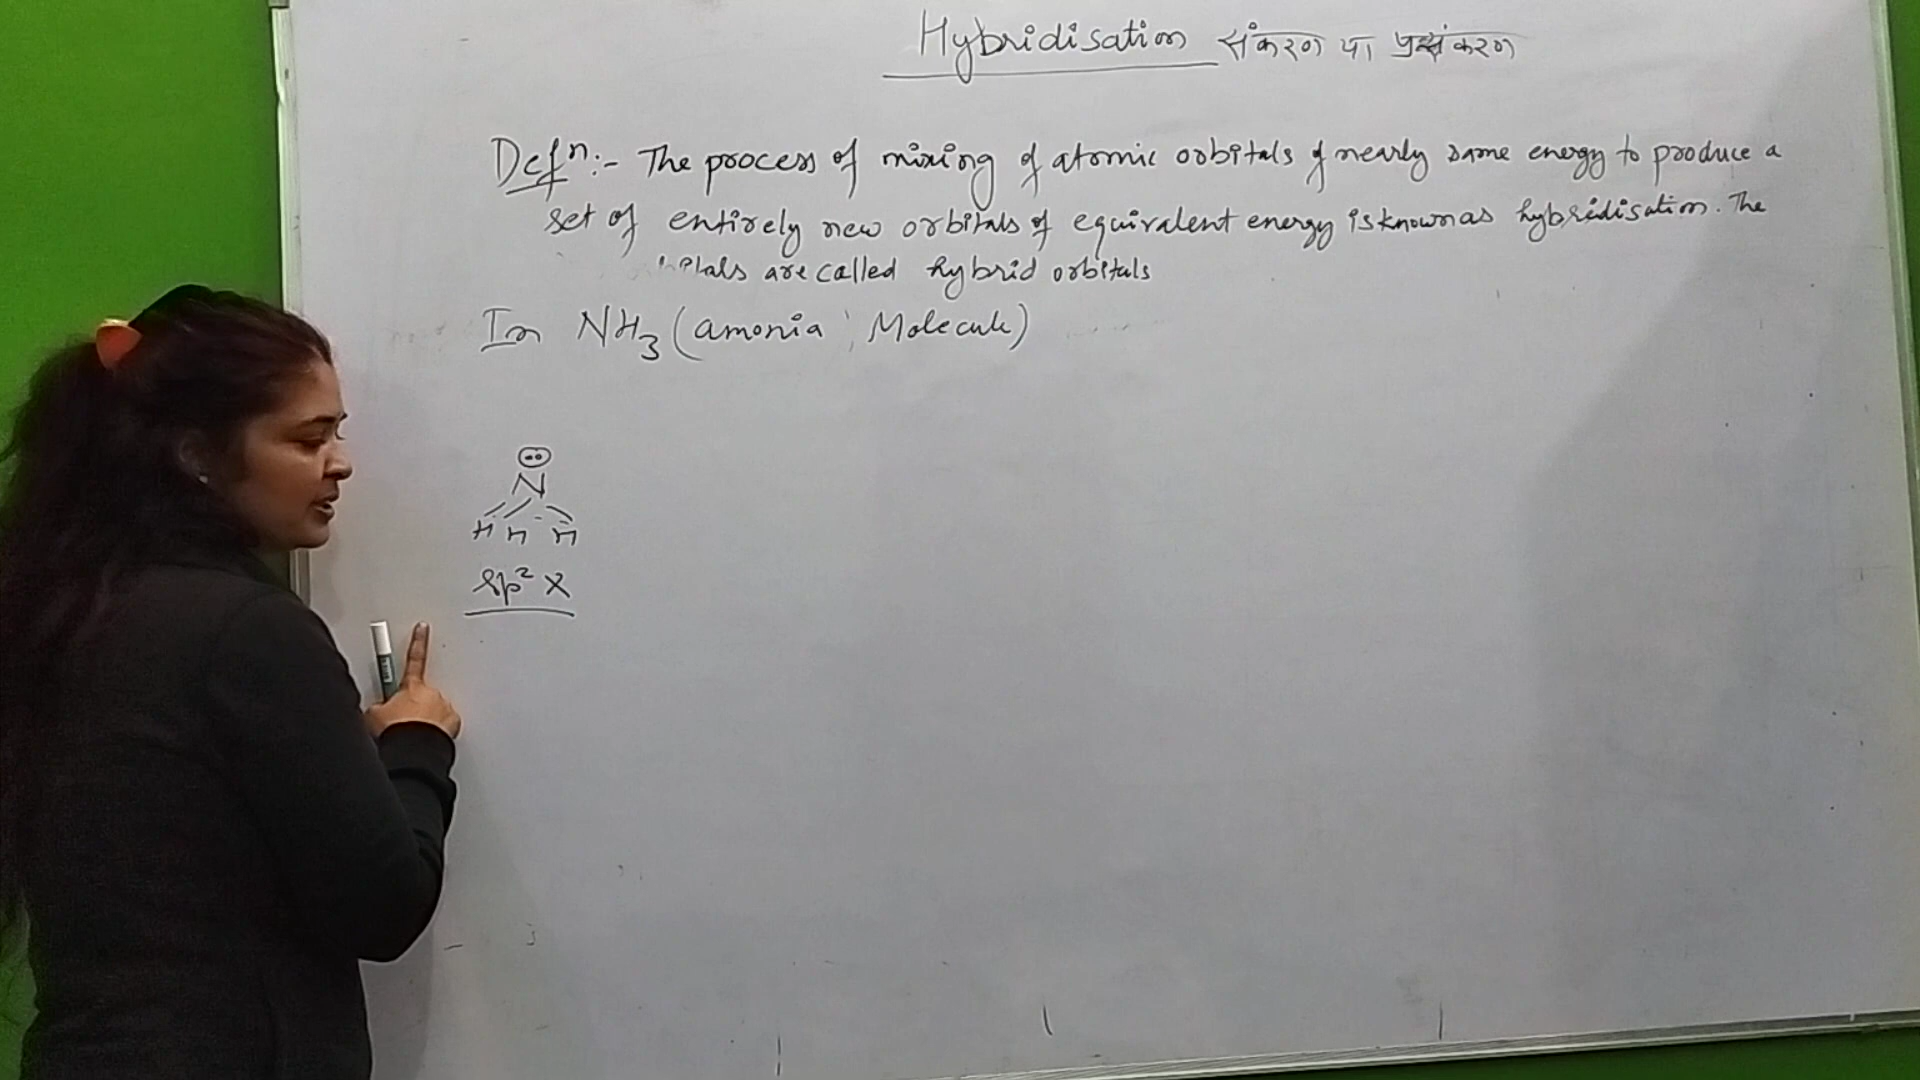 Hybridisation संकरण या प्रसंकरण
Defⁿ:- The process of mixing of atomic orbitals of nearly same energy to produce a
set of entirely new orbitals of equivalent energy is known as hybridisation. The
are called hybrid orbitals
In NH₃ (amonia Molecule)
N
H H H
sp² X